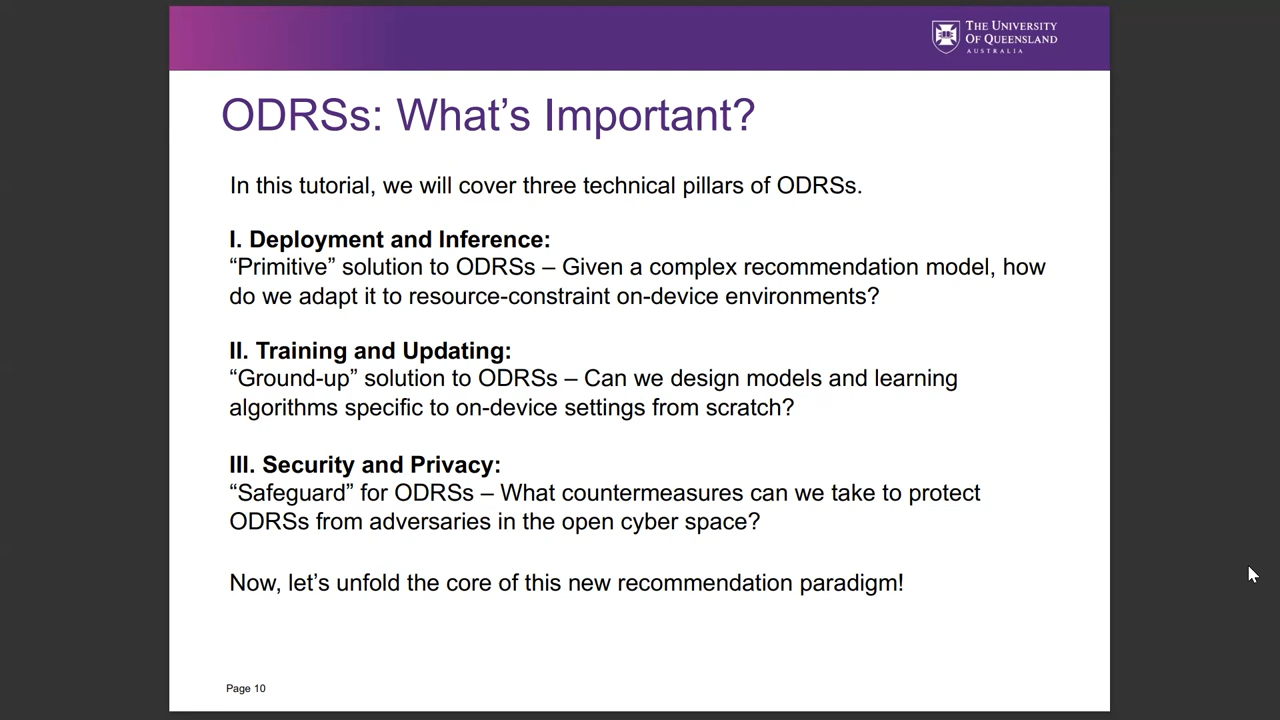 THE UNIVERSITY
OF QUEENSLAND
AUSTRALIA
ODRSs: What’s Important?
In this tutorial, we will cover three technical pillars of ODRSs.
I. Deployment and Inference:
“Primitive” solution to ODRSs – Given a complex recommendation model, how
do we adapt it to resource-constraint on-device environments?
II. Training and Updating:
“Ground-up” solution to ODRSs – Can we design models and learning
algorithms specific to on-device settings from scratch?
III. Security and Privacy:
“Safeguard” for ODRSs – What countermeasures can we take to protect
ODRSs from adversaries in the open cyber space?
Now, let’s unfold the core of this new recommendation paradigm!
Page 10